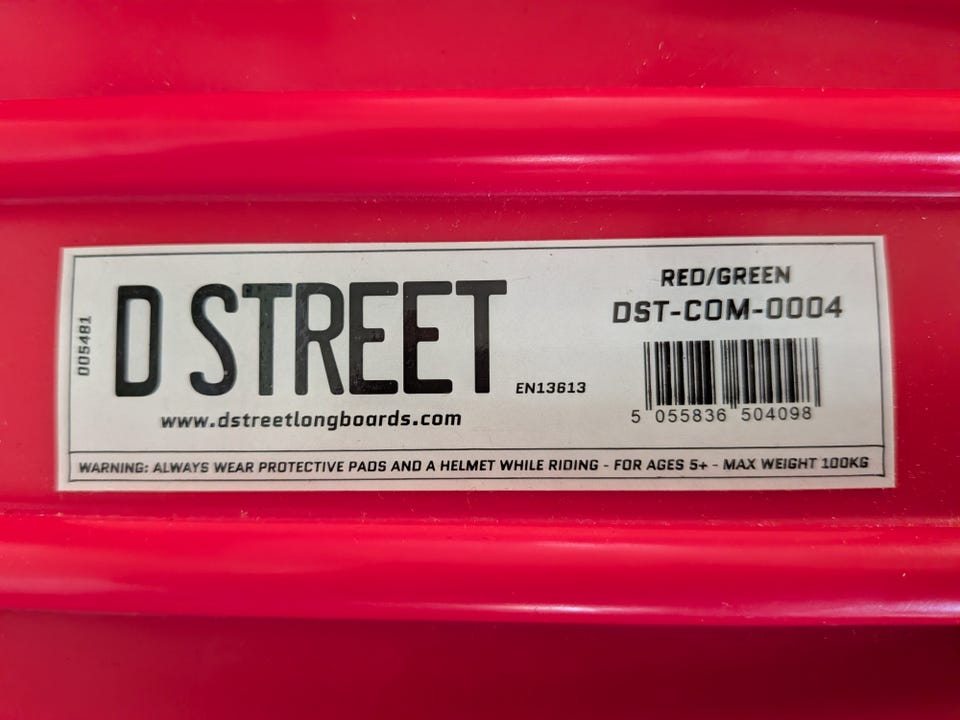 005481
D STREET
EN13613
www.dstreetlongboards.com
RED/GREEN
DST-COM-0004
5 055836 504098
WARNING: ALWAYS WEAR PROTECTIVE PADS AND A HELMET WHILE RIDING - FOR AGES 5+ - MAX WEIGHT 100KG